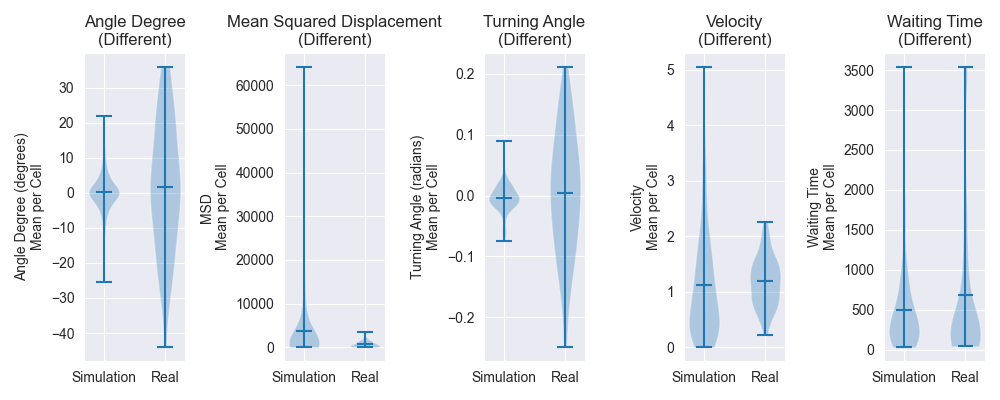 Angle Degree
(Different)
Angle Degree (degrees)
Mean per Cell
30
20
10
0
−10
−20
−30
−40
Simulation
Real
Mean Squared Displacement
(Different)
MSD
Mean per Cell
60000
50000
40000
30000
20000
10000
0
Simulation
Real
Turning Angle
(Different)
Turning Angle (radians)
Mean per Cell
0.2
0.1
0.0
−0.1
−0.2
Simulation
Real
Velocity
(Different)
Velocity
Mean per Cell
5
4
3
2
1
0
Simulation
Real
Waiting Time
(Different)
Waiting Time
Mean per Cell
3500
3000
2500
2000
1500
1000
500
0
Simulation
Real